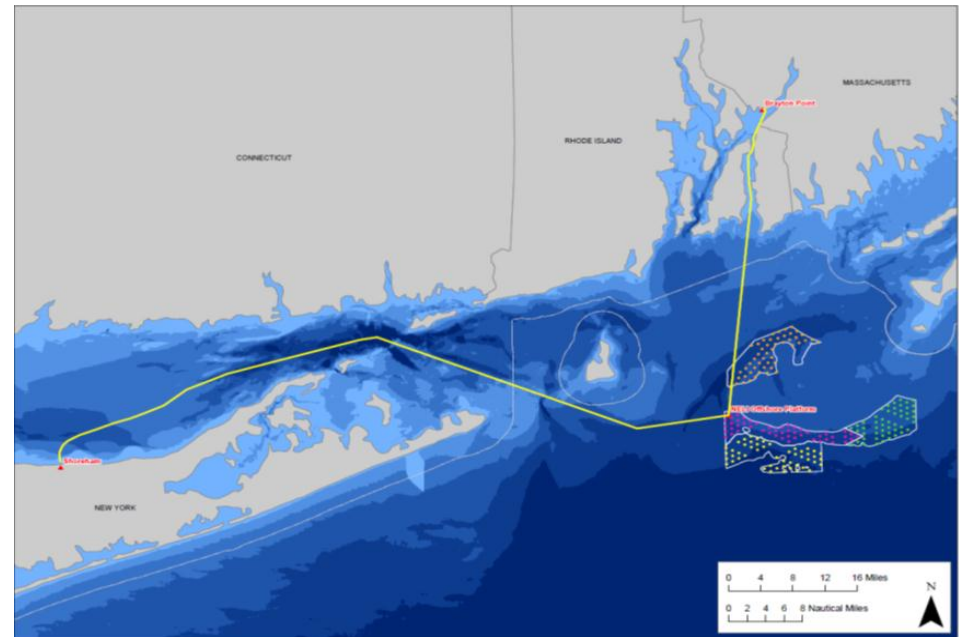 MASSACHUSETTS
Brayton Point
RHODE ISLAND
CONNECTICUT
Offshore Platform
Shoreham
NEW YORK
0 4 8 12 16 Miles
N
0 2 4 6 8 Nautical Miles